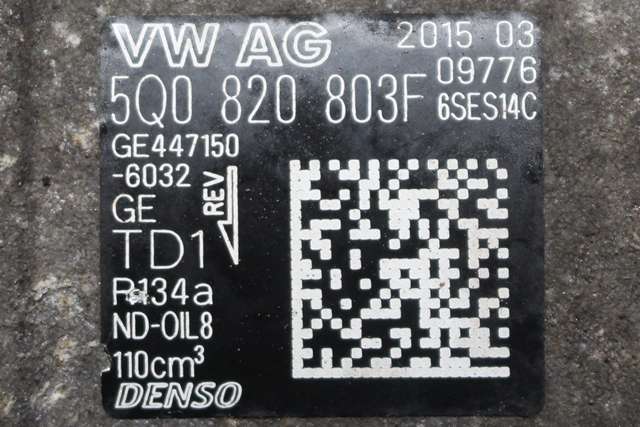 VW AG 2015 03
09776
5Q0 820 803F 6SES14C
GE447150
-6032
REV
GE
TD1
R134a
ND-OIL8
110cm³
DENSO